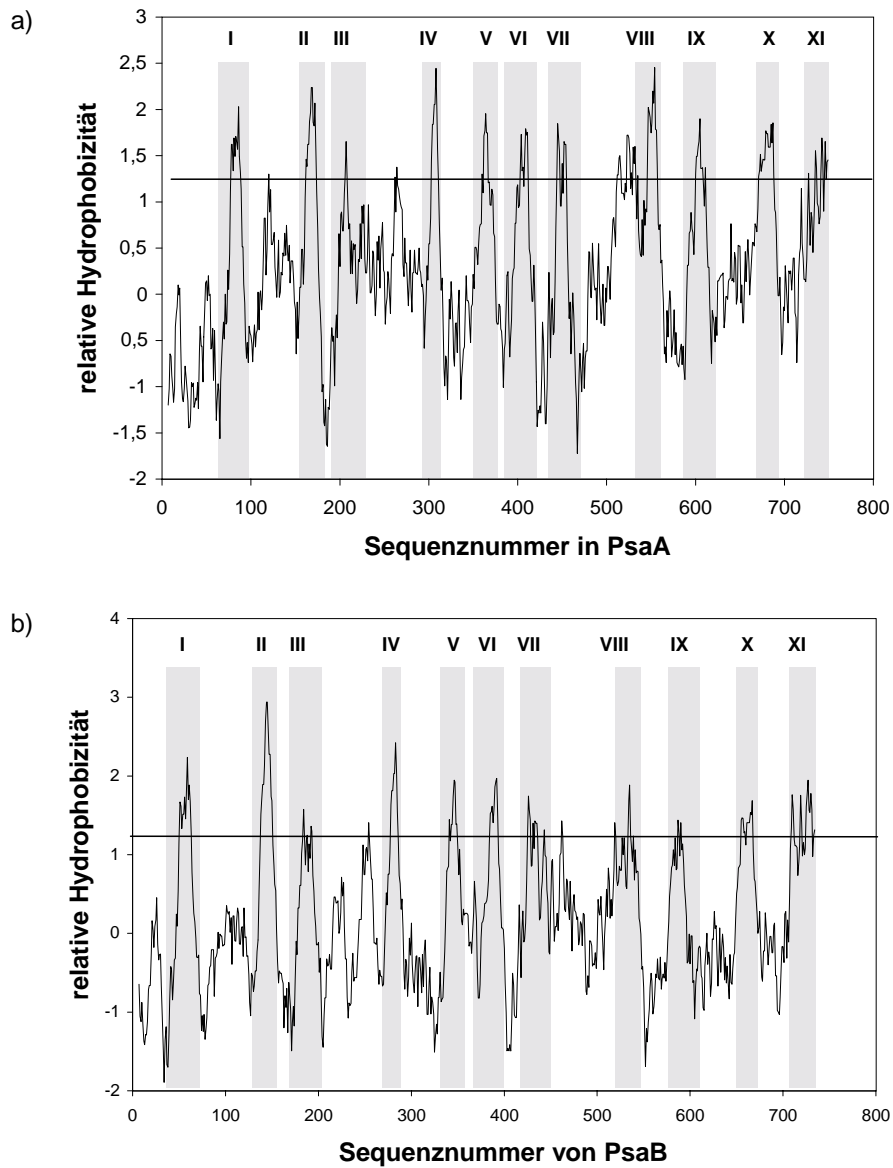 a)
I II III IV V VI VII VIII IX X XI
3
2,5
2
1,5
1
0,5
0
0,5
-1
-1,5
-2
relative Hydrophobizität
0 100 200 300 400 500 600 700 800
Sequenznummer in PsaA
b)
I II III IV V VI VII VIII IX X XI
4
3
2
1
0
-1
-2
relative Hydrophobizität
0 100 200 300 400 500 600 700 800
Sequenznummer von PsaB